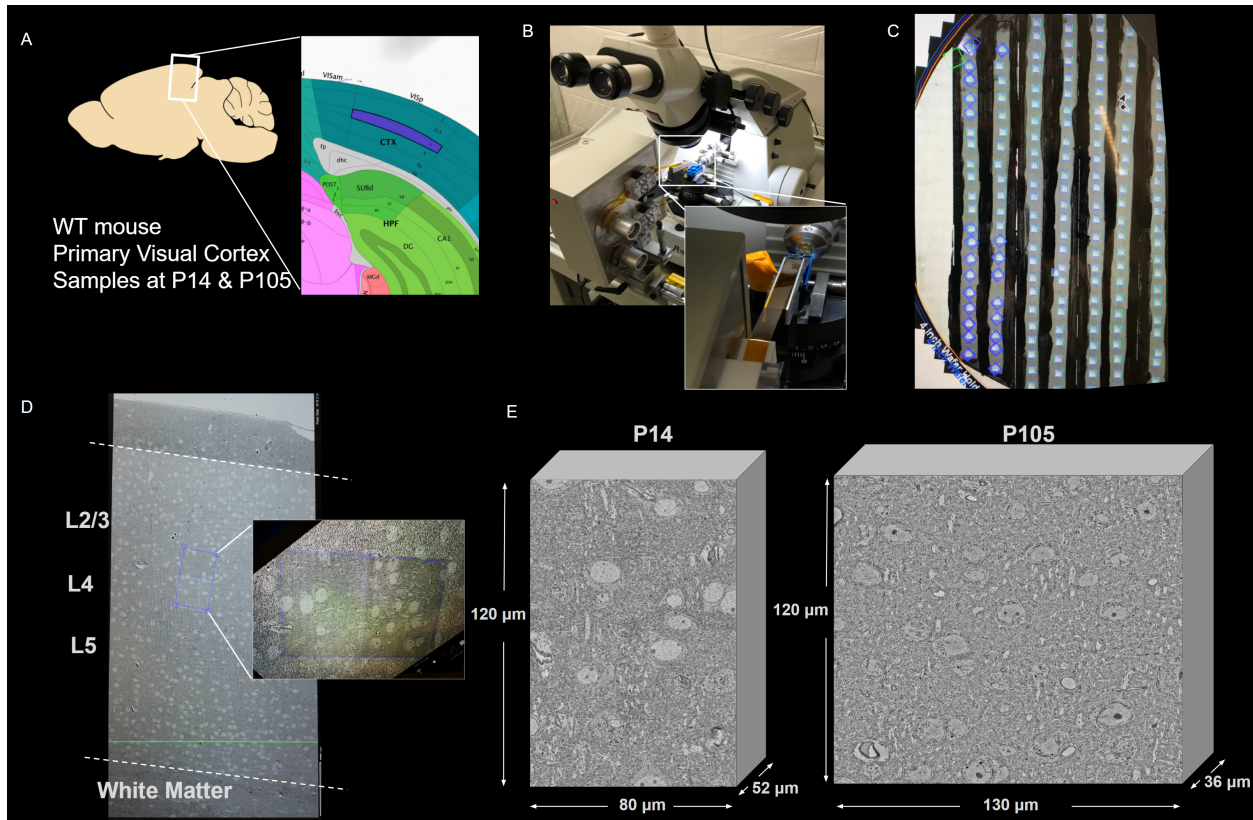 A
WT mouse
Primary Visual Cortex
Samples at P14 & P105
VISam
VISp
CTX
fp
dhc
POST
SUBd
HPF
CA1
DG
MGd
B
C
4 inch Wafer Hold
D
L2/3
L4
L5
White Matter
E
P14
120 µm
80 µm
52 µm
P105
120 µm
130 µm
36 µm